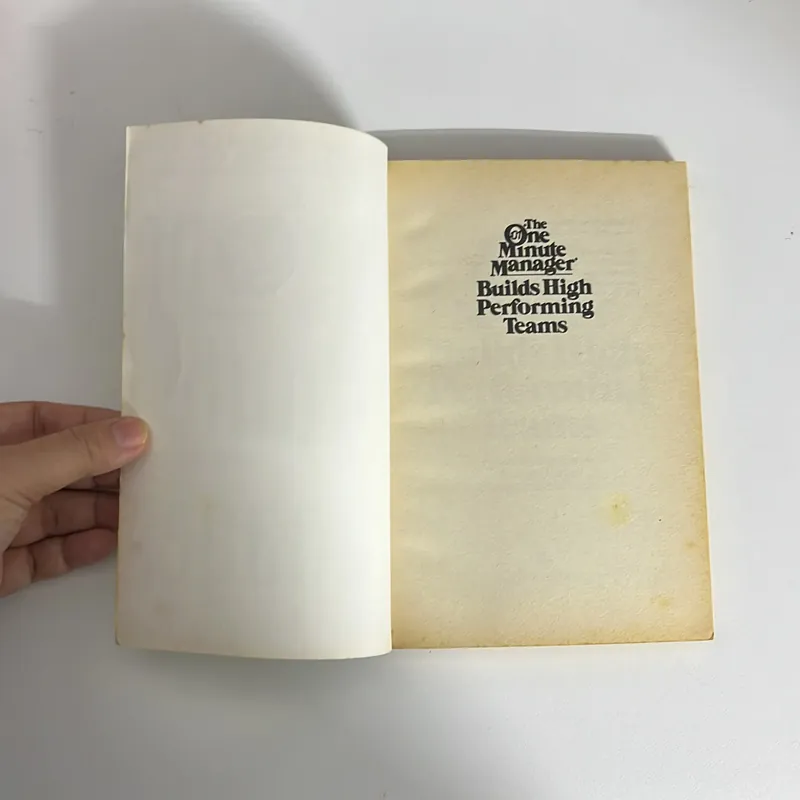 The
One
Minute
Manager
Builds High
Performing
Teams